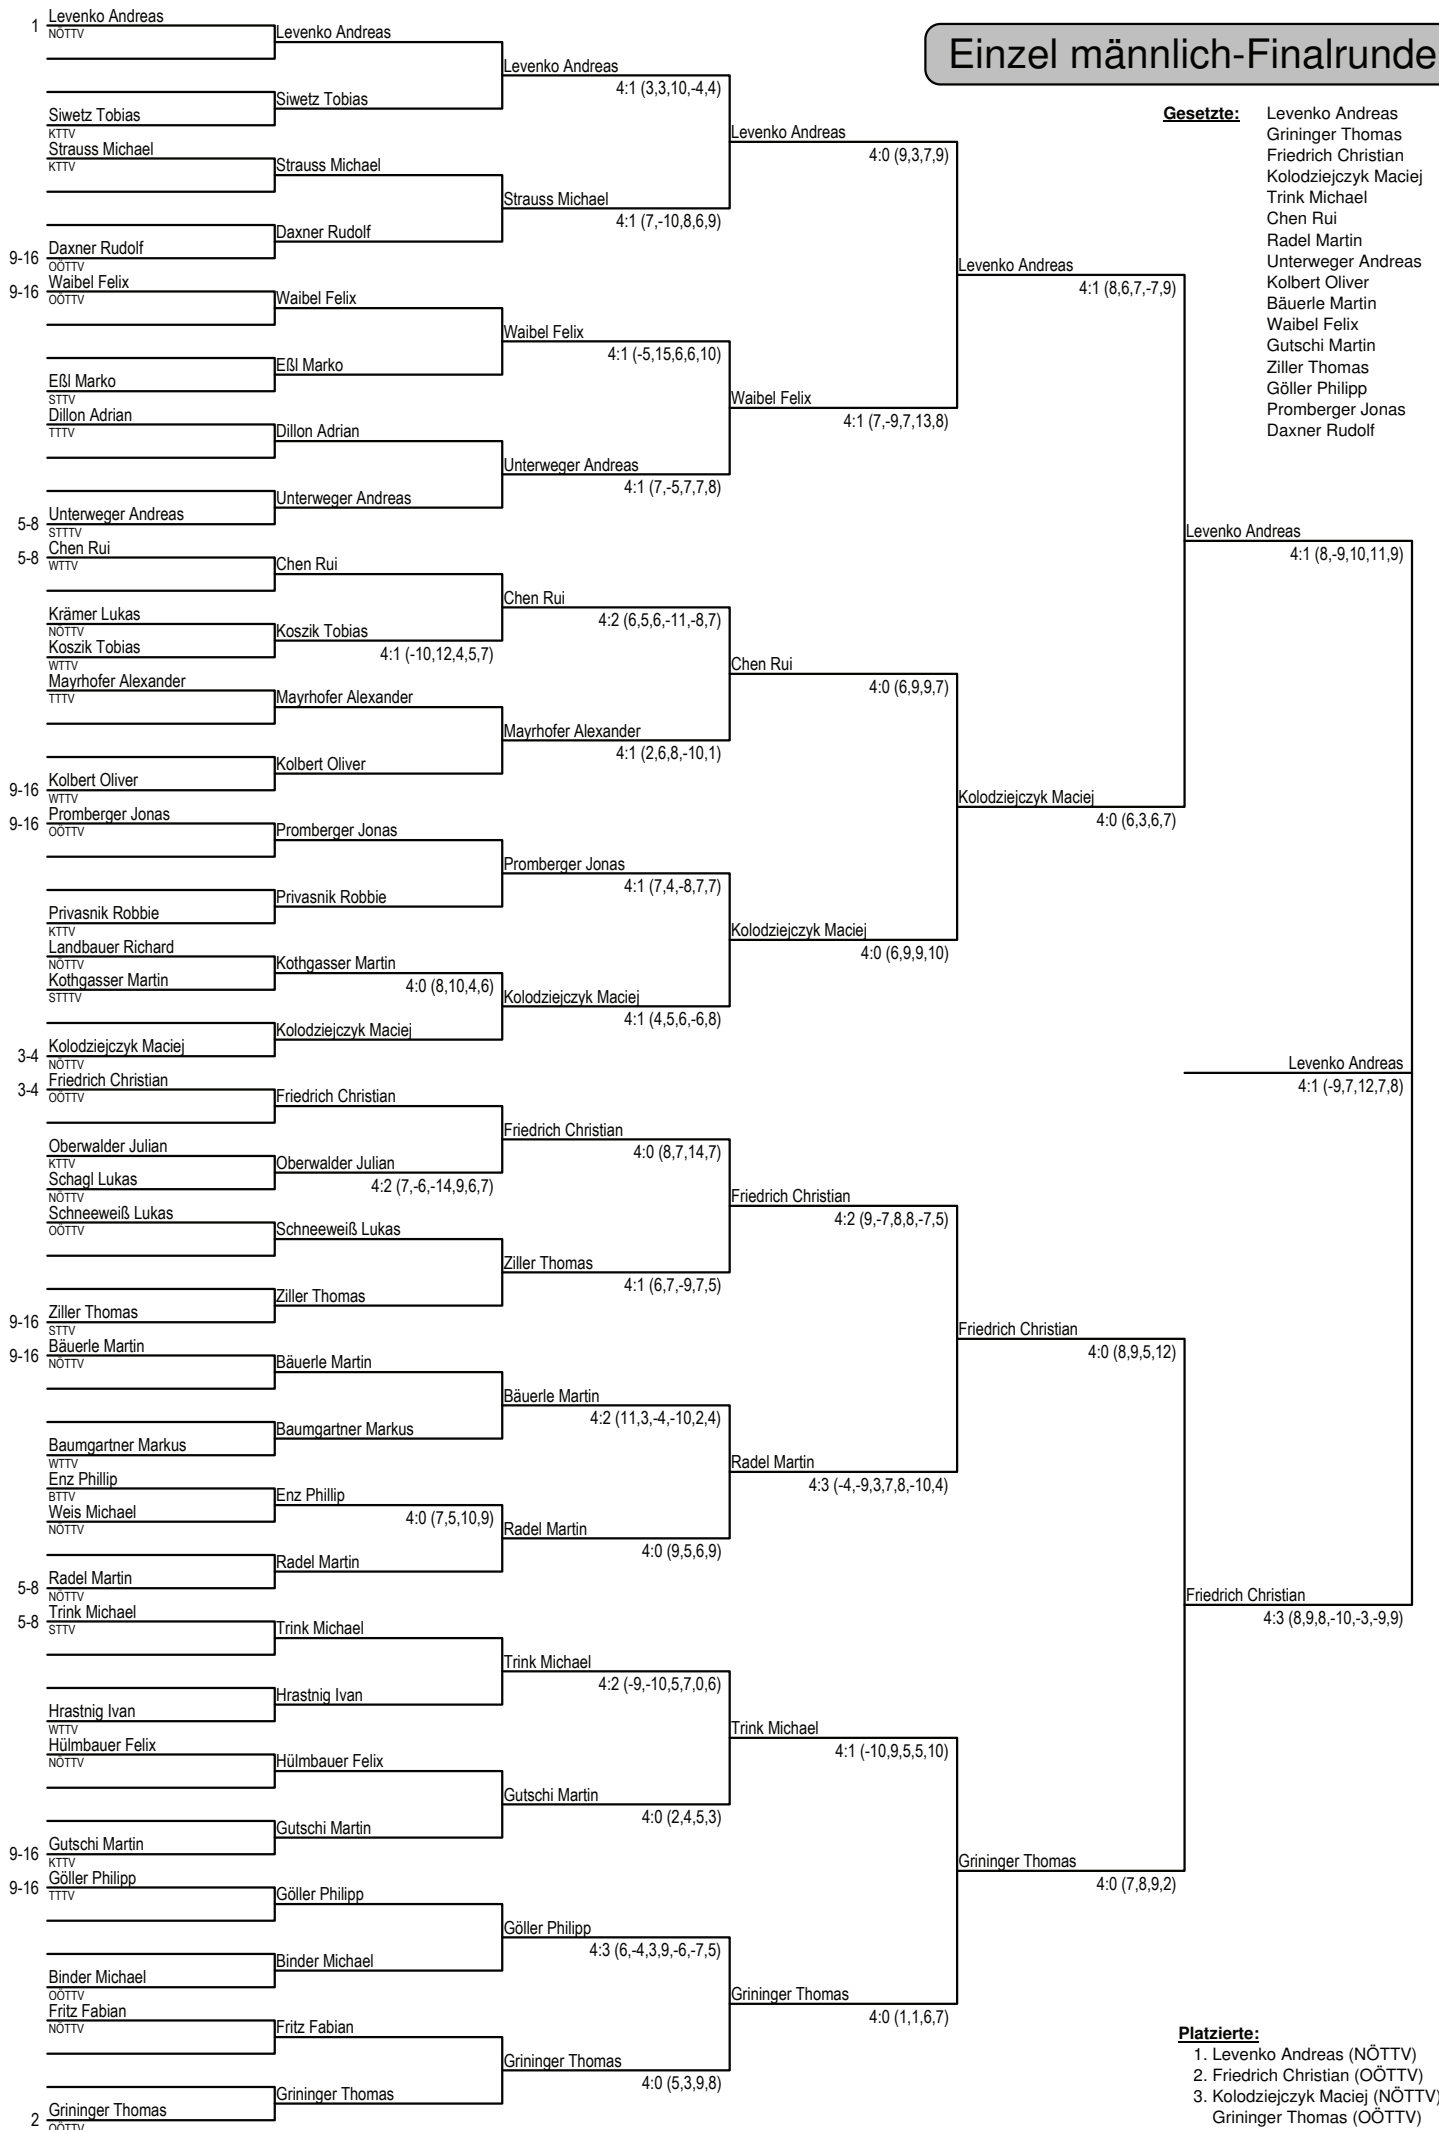 Einzel männlich-Finalrunde
Gesetzte:
Levenko Andreas
Grininger Thomas
Friedrich Christian
Kolodziejczyk Maciej
Trink Michael
Chen Rui
Radel Martin
Unterweger Andreas
Kolbert Oliver
Bäuerle Martin
Waibel Felix
Gutschi Martin
Ziller Thomas
Göller Philipp
Promberger Jonas
Daxner Rudolf
1 Levenko Andreas
NÖTTV
Siwetz Tobias
KTTV
Strauss Michael
KTTV
9-16 Daxner Rudolf
OÖTTV
9-16 Waibel Felix
OÖTTV
Eßl Marko
STTV
Dillon Adrian
TTTV
5-8 Unterweger Andreas
STTTV
5-8 Chen Rui
WTTV
Krämer Lukas
NÖTTV
Koszik Tobias
WTTV
Mayrhofer Alexander
TTTV
9-16 Kolbert Oliver
WTTV
9-16 Promberger Jonas
OÖTTV
Privasnik Robbie
KTTV
Landbauer Richard
NÖTTV
Kothgasser Martin
STTTV
3-4 Kolodziejczyk Maciej
NÖTTV
3-4 Friedrich Christian
OÖTTV
Oberwalder Julian
KTTV
Schagl Lukas
NÖTTV
Schneeweiß Lukas
OÖTTV
9-16 Ziller Thomas
STTV
9-16 Bäuerle Martin
NÖTTV
Baumgartner Markus
WTTV
Enz Phillip
BTTV
Weis Michael
NÖTTV
5-8 Radel Martin
NÖTTV
5-8 Trink Michael
STTV
Hrastnig Ivan
WTTV
Hülmbauer Felix
NÖTTV
9-16 Gutschi Martin
KTTV
9-16 Göller Philipp
TTTV
Binder Michael
OÖTTV
Fritz Fabian
NÖTTV
2 Grininger Thomas
OÖTTV
Levenko Andreas
Siwetz Tobias
Strauss Michael
Daxner Rudolf
Waibel Felix
Eßl Marko
Dillon Adrian
Unterweger Andreas
Chen Rui
Koszik Tobias
4:1 (-10,12,4,5,7)
Mayrhofer Alexander
Kolbert Oliver
Promberger Jonas
Privasnik Robbie
Kothgasser Martin
4:0 (8,10,4,6)
Kolodziejczyk Maciej
Friedrich Christian
Oberwalder Julian
4:2 (7,-6,-14,9,6,7)
Schneeweiß Lukas
Ziller Thomas
Bäuerle Martin
Baumgartner Markus
Enz Phillip
4:0 (7,5,10,9)
Radel Martin
Trink Michael
Hrastnig Ivan
Hülmbauer Felix
Gutschi Martin
Göller Philipp
Binder Michael
Fritz Fabian
Grininger Thomas
Levenko Andreas
4:1 (3,3,10,-4,4)
Strauss Michael
4:1 (7,-10,8,6,9)
Waibel Felix
4:1 (-5,15,6,6,10)
Unterweger Andreas
4:1 (7,-5,7,7,8)
Chen Rui
4:2 (6,5,6,-11,-8,7)
Mayrhofer Alexander
4:1 (2,6,8,-10,1)
Promberger Jonas
4:1 (7,4,-8,7,7)
Kolodziejczyk Maciej
4:1 (4,5,6,-6,8)
Friedrich Christian
4:0 (8,7,14,7)
Ziller Thomas
4:1 (6,7,-9,7,5)
Bäuerle Martin
4:2 (11,3,-4,-10,2,4)
Radel Martin
4:0 (9,5,6,9)
Trink Michael
4:2 (-9,-10,5,7,0,6)
Gutschi Martin
4:0 (2,4,5,3)
Göller Philipp
4:3 (6,-4,3,9,-6,-7,5)
Grininger Thomas
4:0 (5,3,9,8)
Levenko Andreas
4:0 (9,3,7,9)
Waibel Felix
4:1 (7,-9,7,13,8)
Chen Rui
4:0 (6,9,9,7)
Kolodziejczyk Maciej
4:0 (6,9,9,10)
Friedrich Christian
4:2 (9,-7,8,8,-7,5)
Radel Martin
4:3 (-4,-9,3,7,8,-10,4)
Trink Michael
4:1 (-10,9,5,5,10)
Grininger Thomas
4:0 (1,1,6,7)
Levenko Andreas
4:1 (8,6,7,-7,9)
Kolodziejczyk Maciej
4:0 (6,3,6,7)
Friedrich Christian
4:0 (8,9,5,12)
Grininger Thomas
4:0 (7,8,9,2)
Levenko Andreas
4:1 (8,-9,10,11,9)
Friedrich Christian
4:3 (8,9,8,-10,-3,-9,9)
Levenko Andreas
4:1 (-9,7,12,7,8)
Platzierte:
1. Levenko Andreas (NÖTTV)
2. Friedrich Christian (OÖTTV)
3. Kolodziejczyk Maciej (NÖTTV)
Grininger Thomas (OÖTTV)